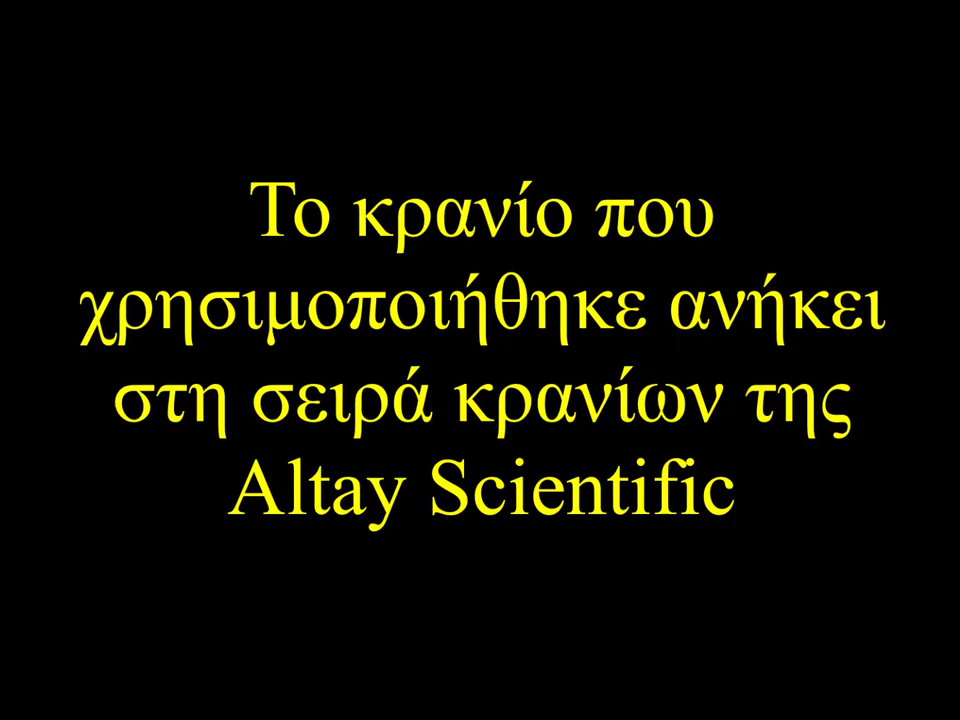 Το κρανίο που
χρησιμοποιήθηκε ανήκει
στη σειρά κρανίων της
Altay Scientific